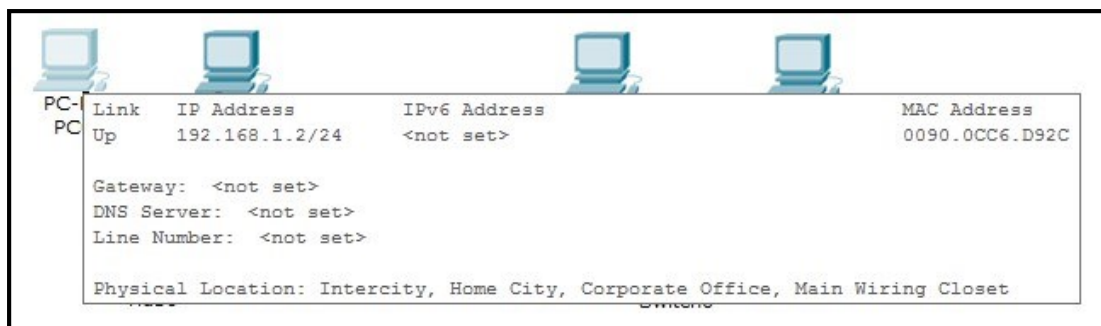 PC-
PC
Link IP Address IPv6 Address MAC Address
Up 192.168.1.2/24 <not set> 0090.0CC6.D92C
Gateway: <not set>
DNS Server: <not set>
Line Number: <not set>
Physical Location: Intercity, Home City, Corporate Office, Main Wiring Closet